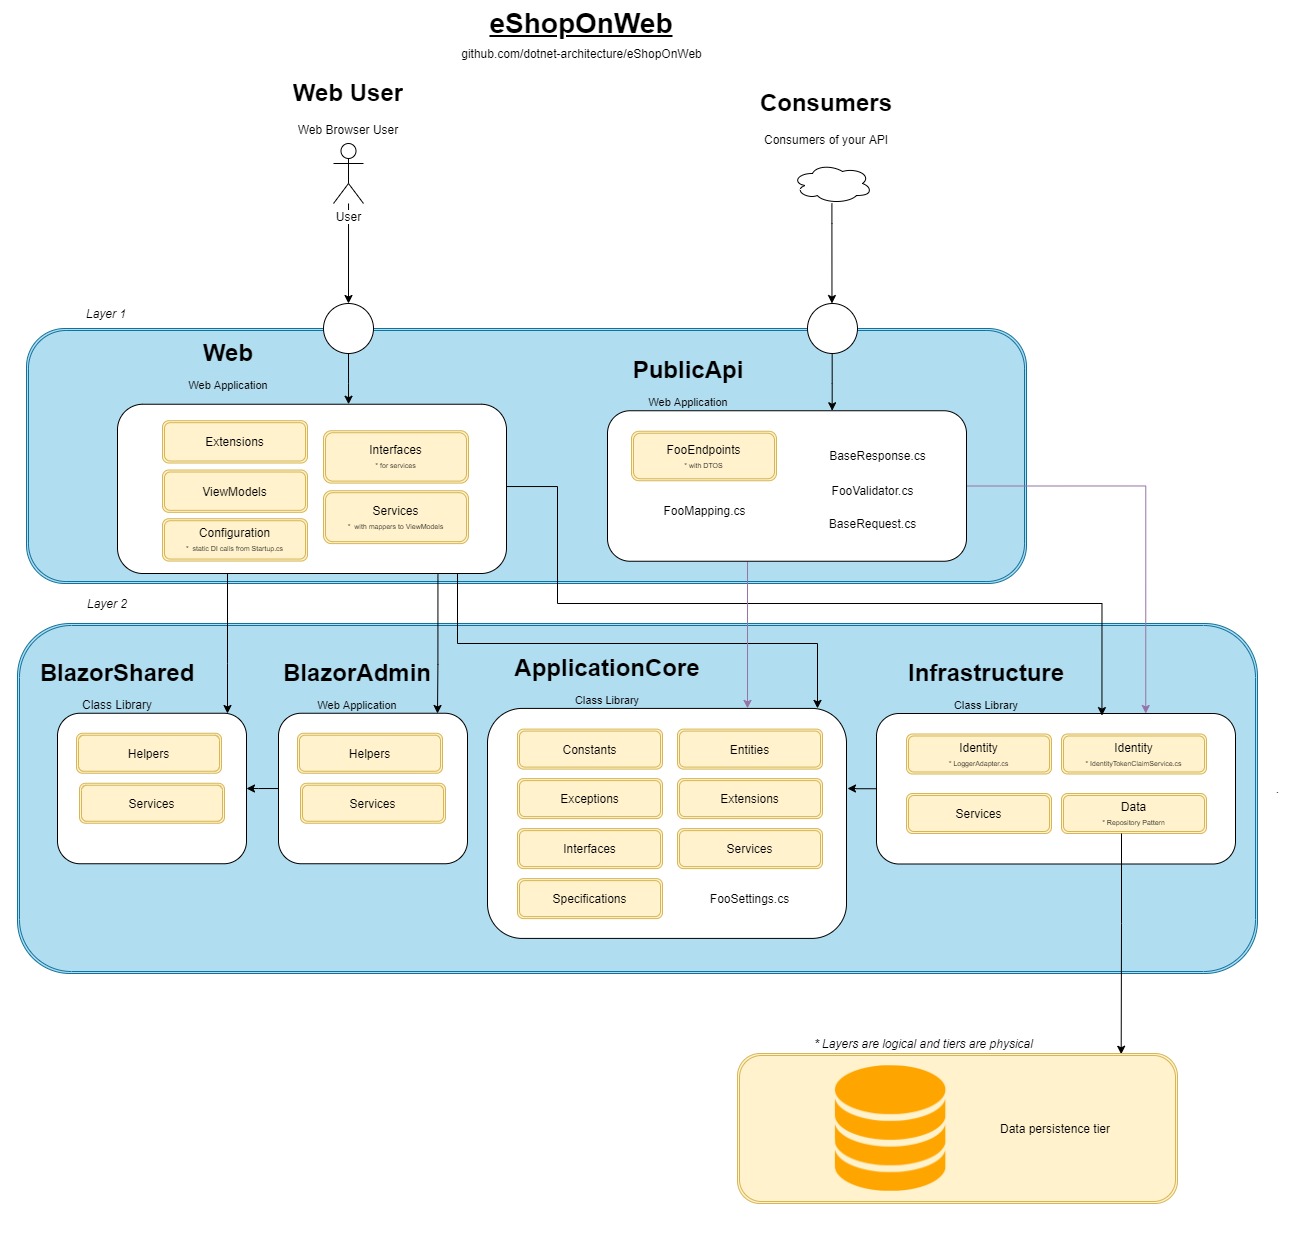 eShopOnWeb
github.com/dotnet-architecture/eShopOnWeb
Web User
Web Browser User
User
Consumers
Consumers of your API
Layer 1
Web
Web Application
Extensions
ViewModels
Configuration
* static DI calls from Startup.cs
Interfaces
* for services
Services
* with mappers to ViewModels
PublicApi
Web Application
FooEndpoints
* with DTOS
FooMapping.cs
BaseResponse.cs
FooValidator.cs
BaseRequest.cs
Layer 2
BlazorShared
Class Library
Helpers
Services
BlazorAdmin
Web Application
Helpers
Services
ApplicationCore
Class Library
Constants
Entities
Exceptions
Extensions
Interfaces
Services
Specifications
FooSettings.cs
Infrastructure
Class Library
Identity
* LoggerAdapter.cs
Identity
* IdentityTokenClaimService.cs
Services
Data
* Repository Pattern
* Layers are logical and tiers are physical
Data persistence tier